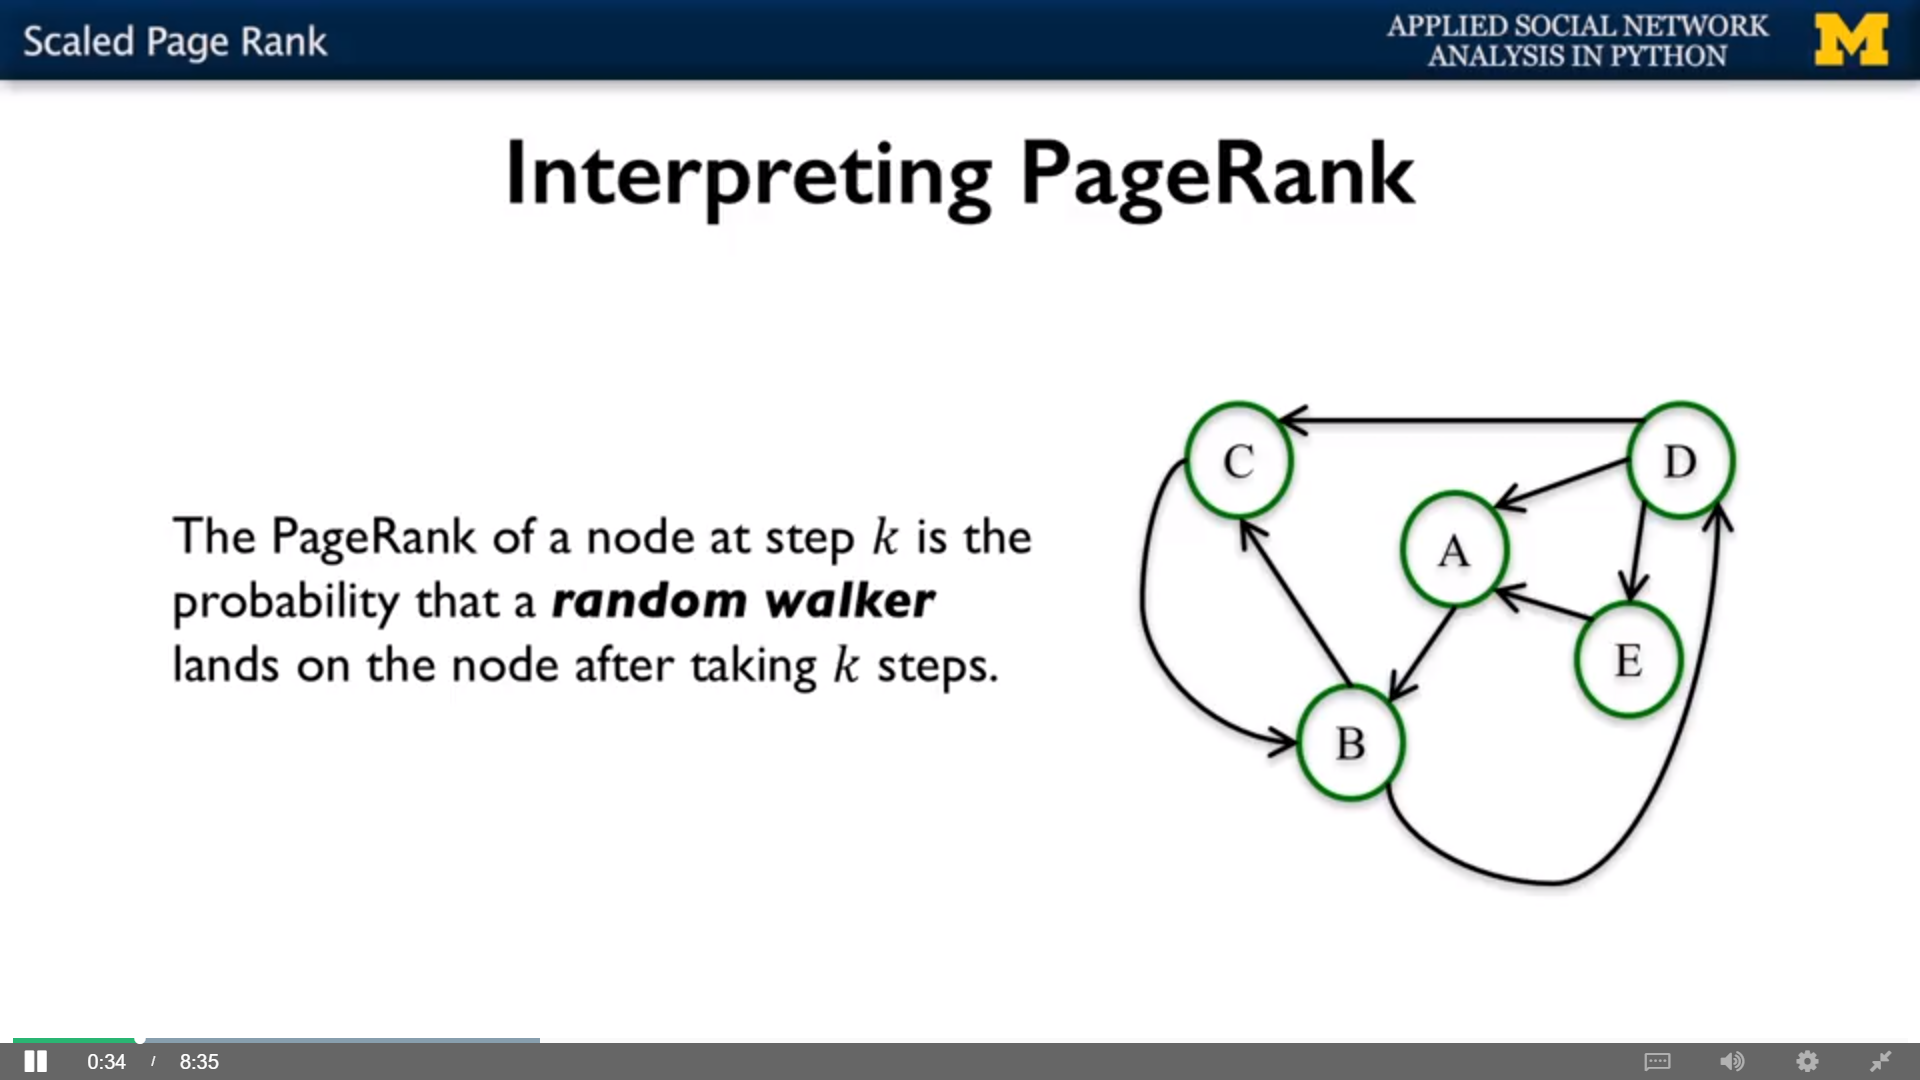 Scaled Page Rank
APPLIED SOCIAL NETWORK
ANALYSIS IN PYTHON
M
Interpreting PageRank
The PageRank of a node at step k is the
probability that a random walker
lands on the node after taking k steps.
C
D
A
E
B
0:34 / 8:35